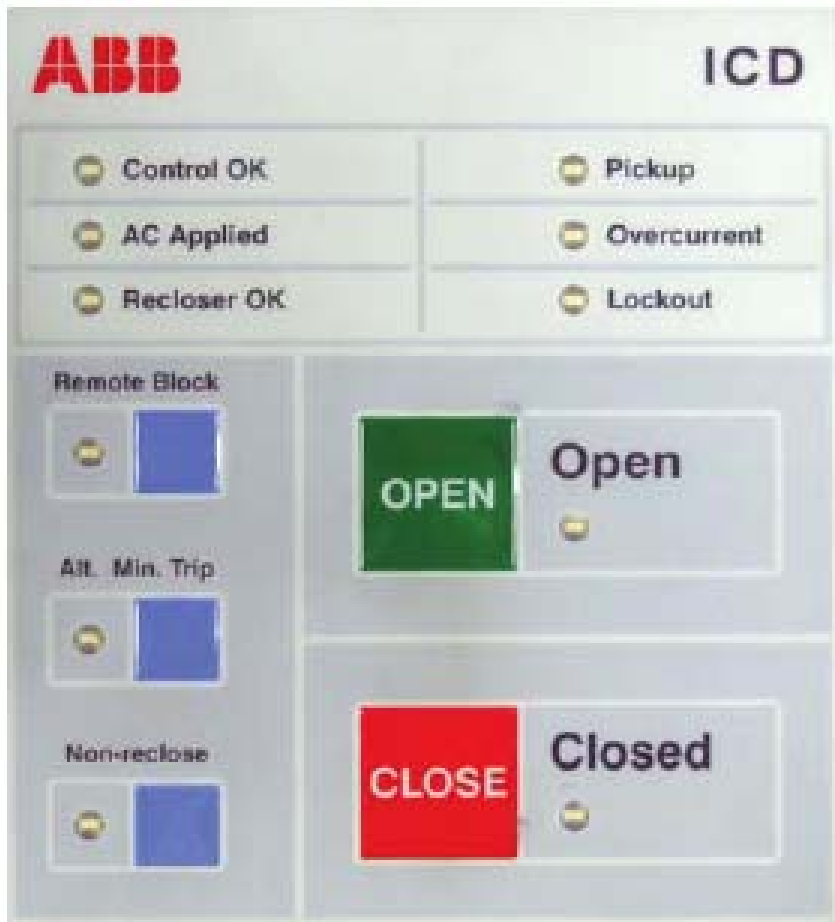 ABB ICD
Control OK Pickup
AC Applied Overcurrent
Recloser OK Lockout
Remote Block
OPEN Open
Alt. Min. Trip
Non-reclose
CLOSE Closed